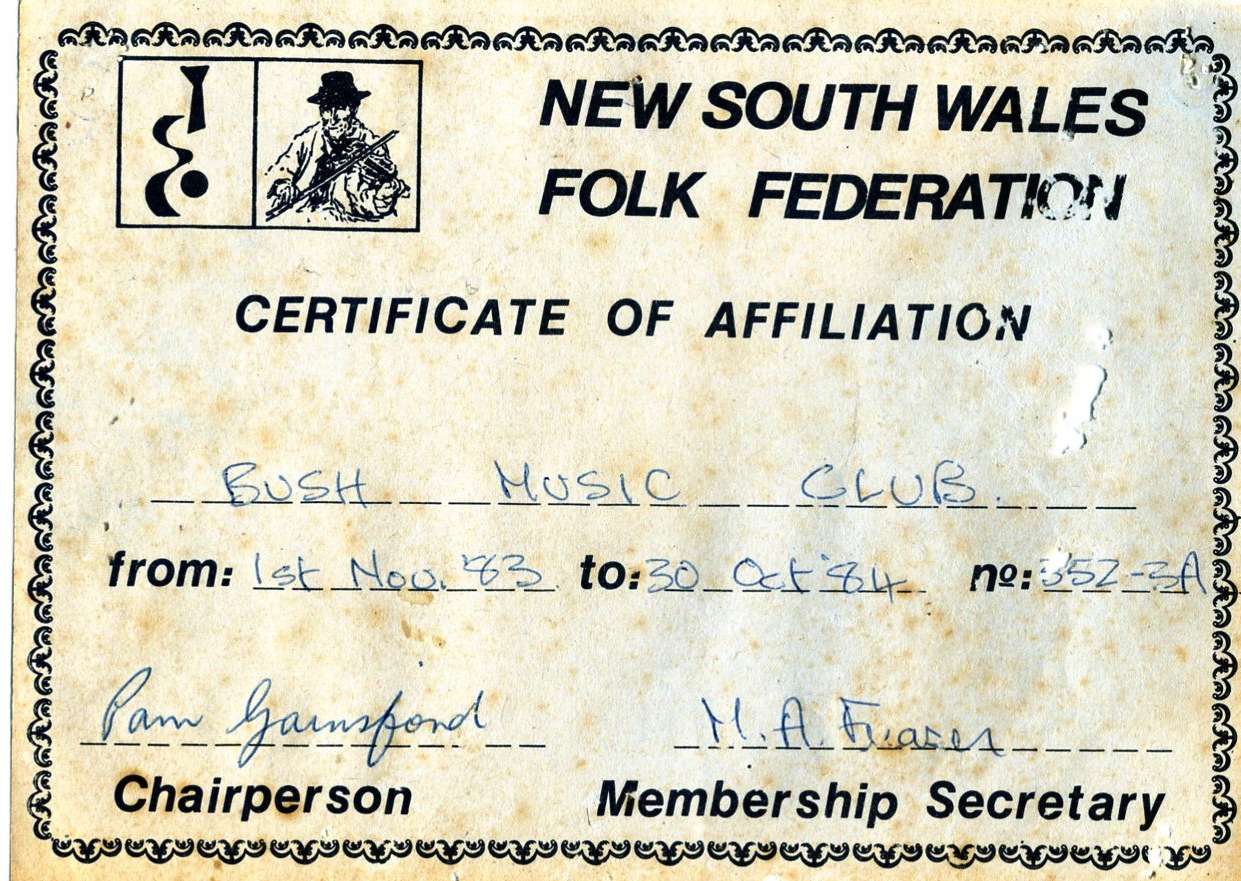 NEW SOUTH WALES
FOLK FEDERATION
CERTIFICATE OF AFFILIATION
BUSH MUSIC CLUB.
from: 1st Nov. '83 to: 30 Oct '84 nº: 352-3A
Pam Gainsford M.A. Fraser
Chairperson Membership Secretary